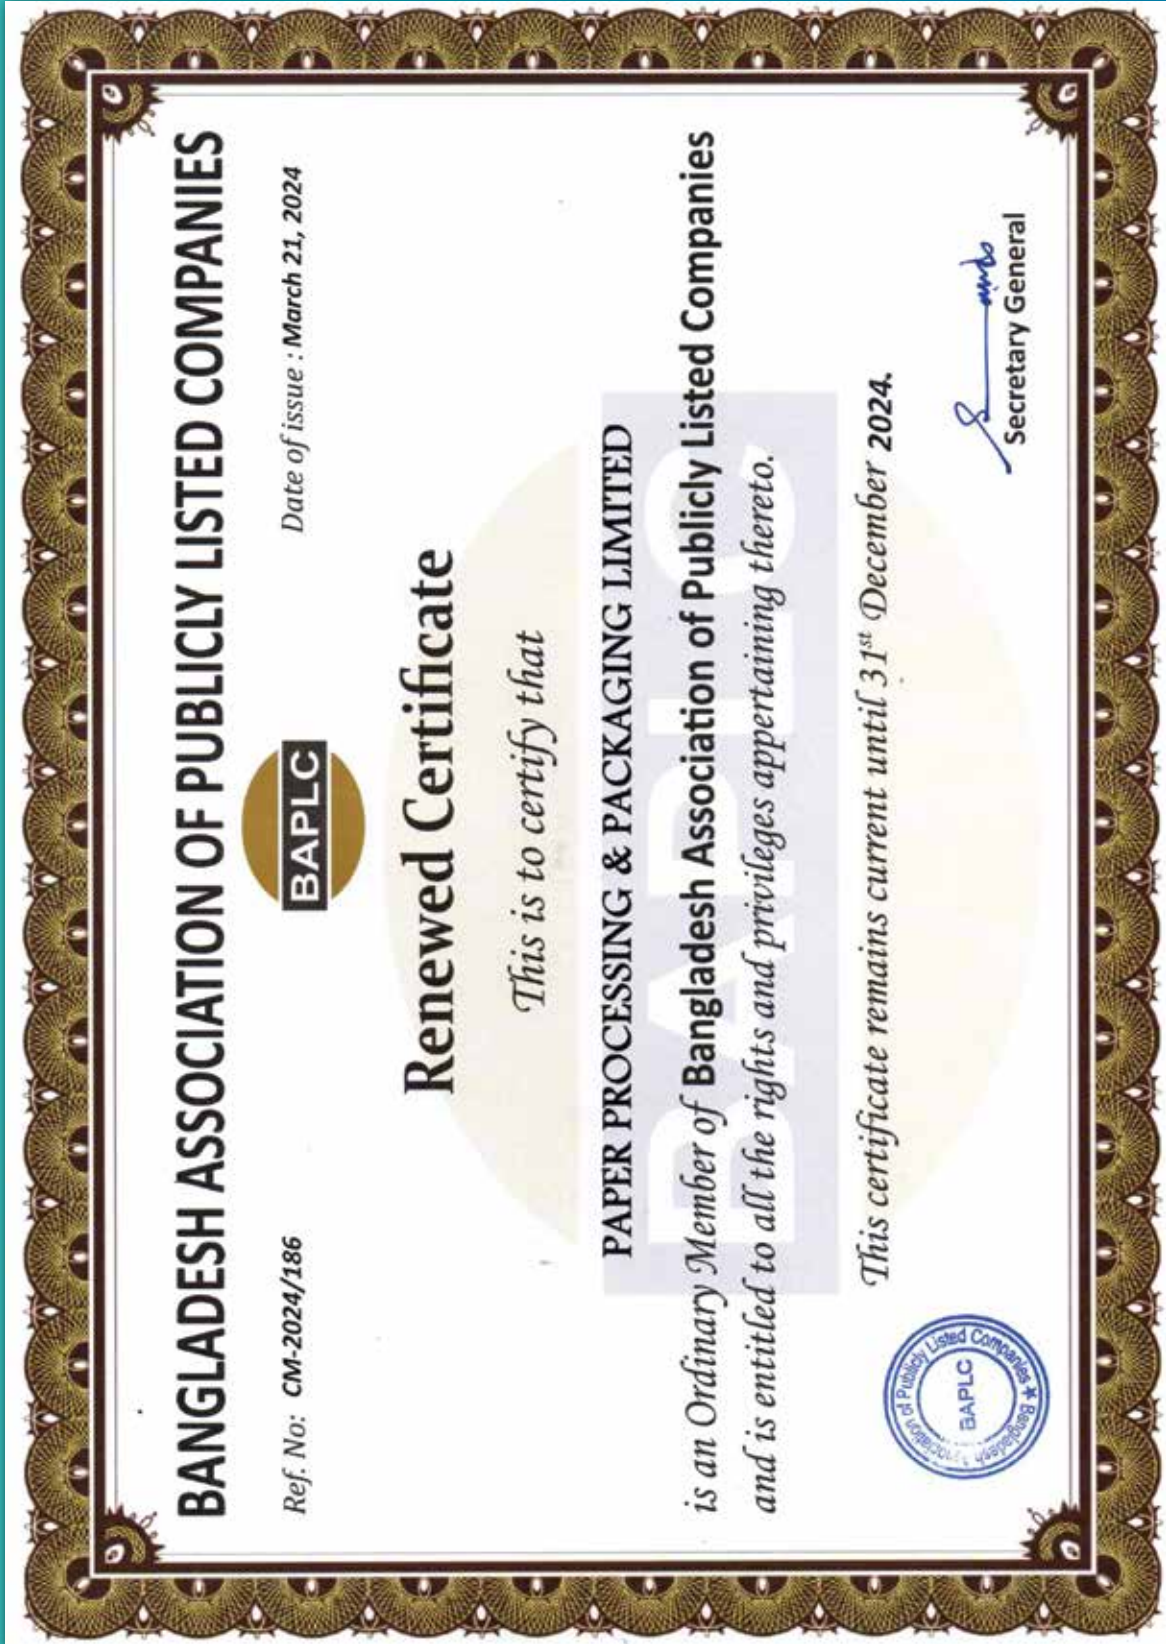 BANGLADESH ASSOCIATION OF PUBLICLY LISTED COMPANIES
Ref. No: CM-2024/186
Date of issue : March 21, 2024
BAPLC
Renewed Certificate
This is to certify that
PAPER PROCESSING & PACKAGING LIMITED
is an Ordinary Member of Bangladesh Association of Publicly Listed Companies
and is entitled to all the rights and privileges appertaining thereto.
This certificate remains current until 31st December 2024.
BAPLC
Bangladesh Association of Publicly Listed Companies ★
BAPLC
Secretary General